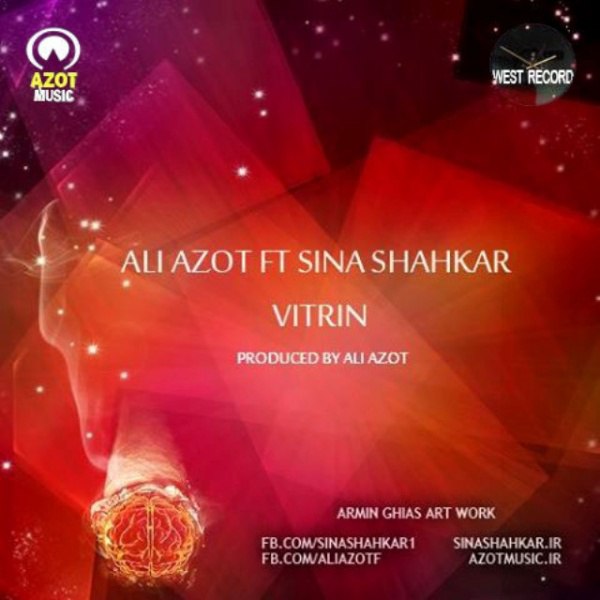 AZOT
MUSIC
WEST RECORD
ALI AZOT FT SINA SHAHKAR
VITRIN
PRODUCED BY ALI AZOT
ARMIN GHIAS ART WORK
FB.COM/SINASHAHKAR1 SINASHAHKAR.IR
FB.COM/ALIAZOTF AZOTMUSIC.IR